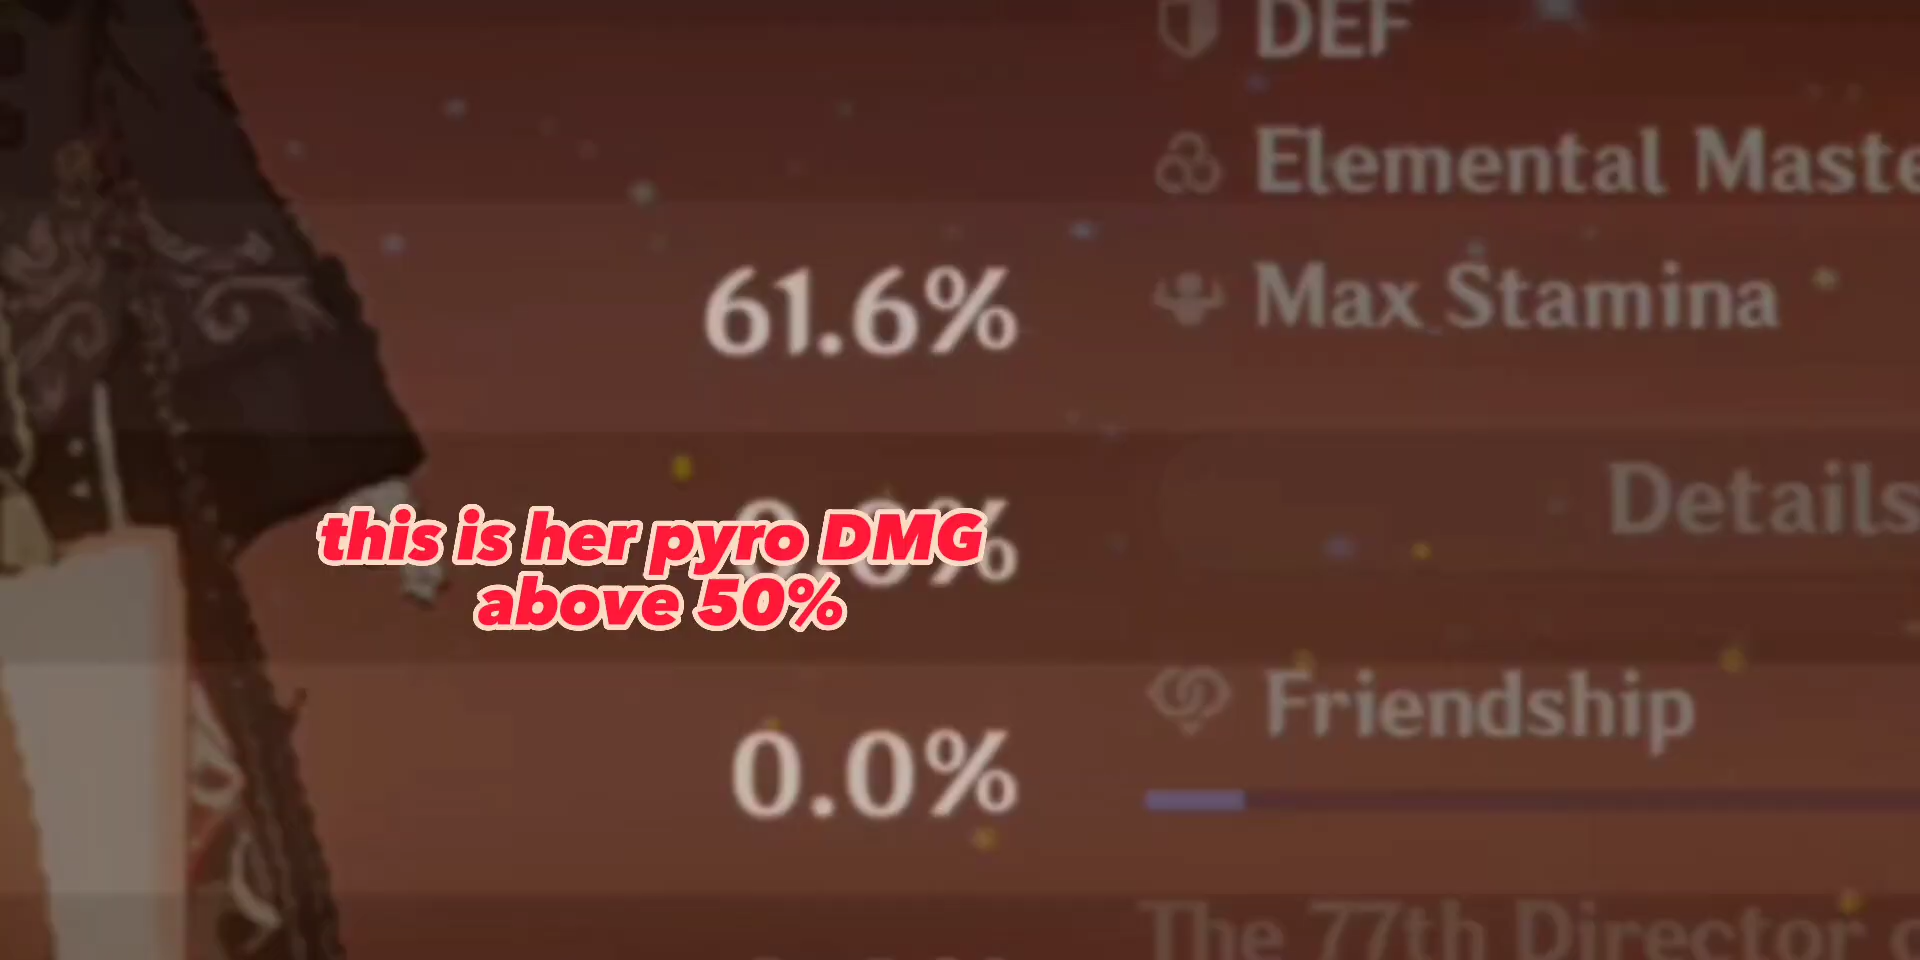 DEF
Elemental Maste
61.6%
Max Stamina
Details
this is her pyro DMG
above 50%
Friendship
0.0%
The 77th Director